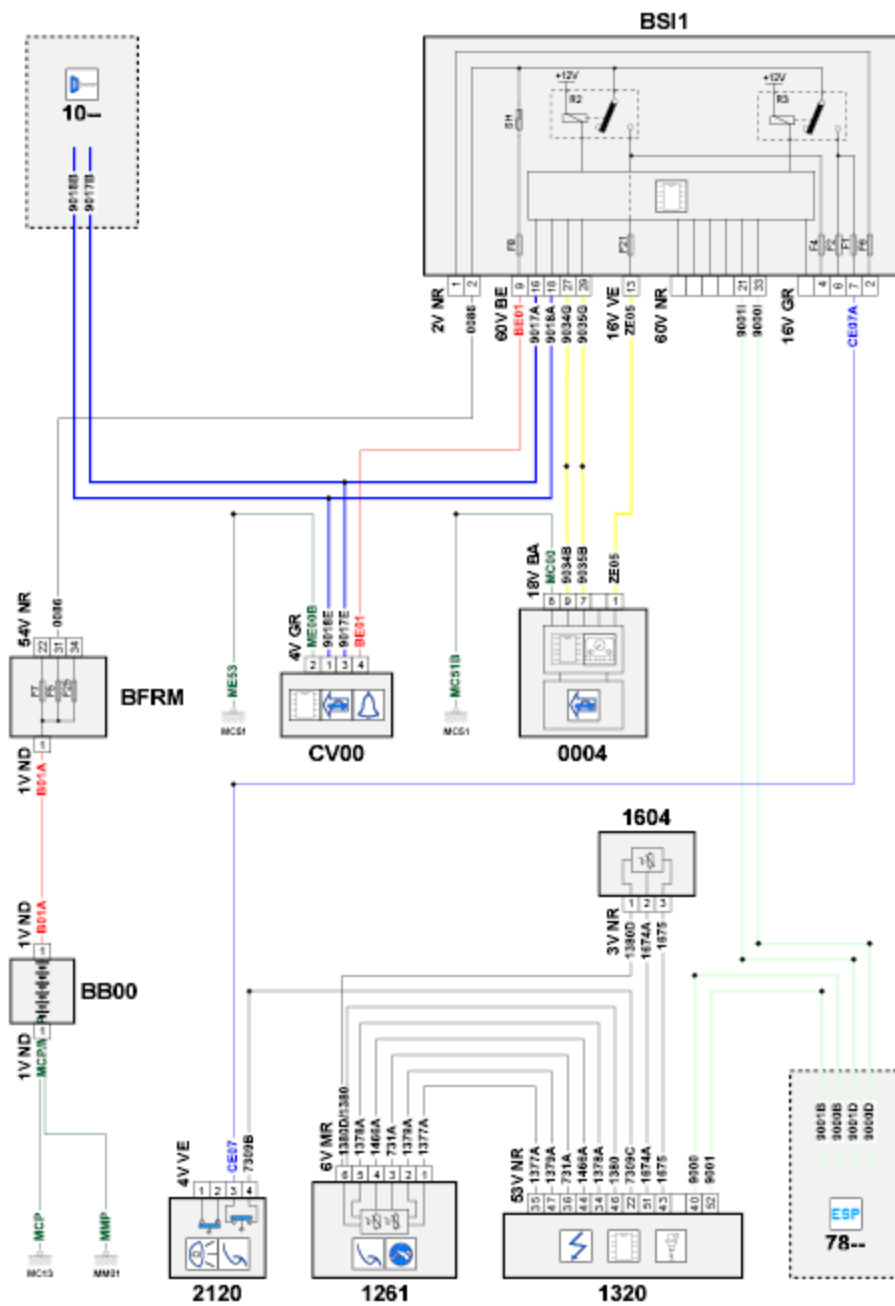 BSI1
10--
9018B
9017B
+12V
R2
+12V
R3
SH
F8
F21
F4
F2
F1
F6
1 2
9 16 18 27 29
13
21 33
4 6 7 2
2V NR
0086
60V BE
BE01
9017A
9018A
9034G
9035G
16V VE
ZE05
60V NR
9001I
9000I
16V GR
CE07A
54V NR
0086
22 31 34
F7
F5
BFRM
1V ND
B01A
ME53
MC51
4V GR
ME00B
9018E
9017E
BE01
2 1 3 4
CV00
MC51B
MC51
18V BA
MC00
9034B
9035B
ZE05
8 9 7 1
0004
1604
1 2 3
3V NR
1380D
1674A
1675
1V ND
B01A
BB00
1V ND
MCP
MC13
MMP
MM01
4V VE
CE07
7309B
1 2 3 4
2120
6V MR
1380D/1380
1378A
1466A
731A
1379A
1377A
6 5 4 3 2 1
1261
53V NR
1377A
1379A
731A
1466A
1378A
1380
7309C
1674A
1675
9000
9001
35 47 36 44 34 46 22 51 43 40 52
1320
9001B
9000B
9001D
9000D
ESP
78--